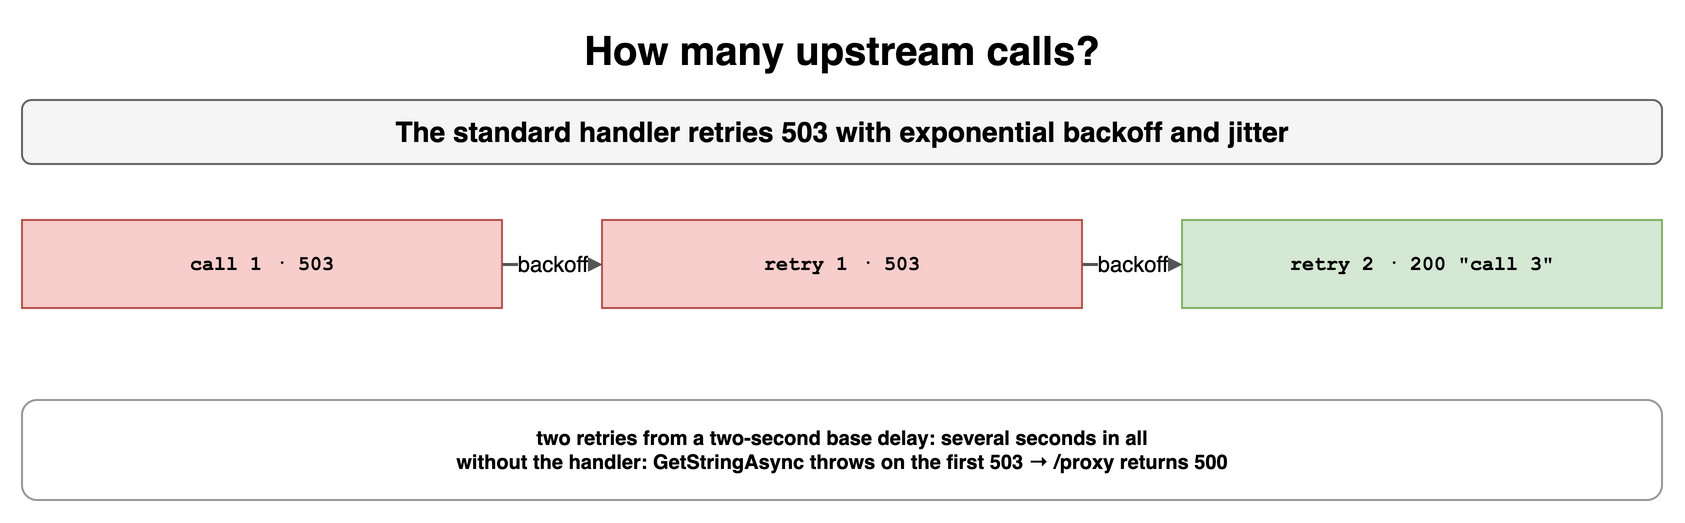 How many upstream calls?
The standard handler retries 503 with exponential backoff and jitter
call 1 · 503
backoff
retry 1 · 503
backoff
retry 2 · 200 "call 3"
two retries from a two-second base delay: several seconds in all
without the handler: GetStringAsync throws on the first 503 → /proxy returns 500